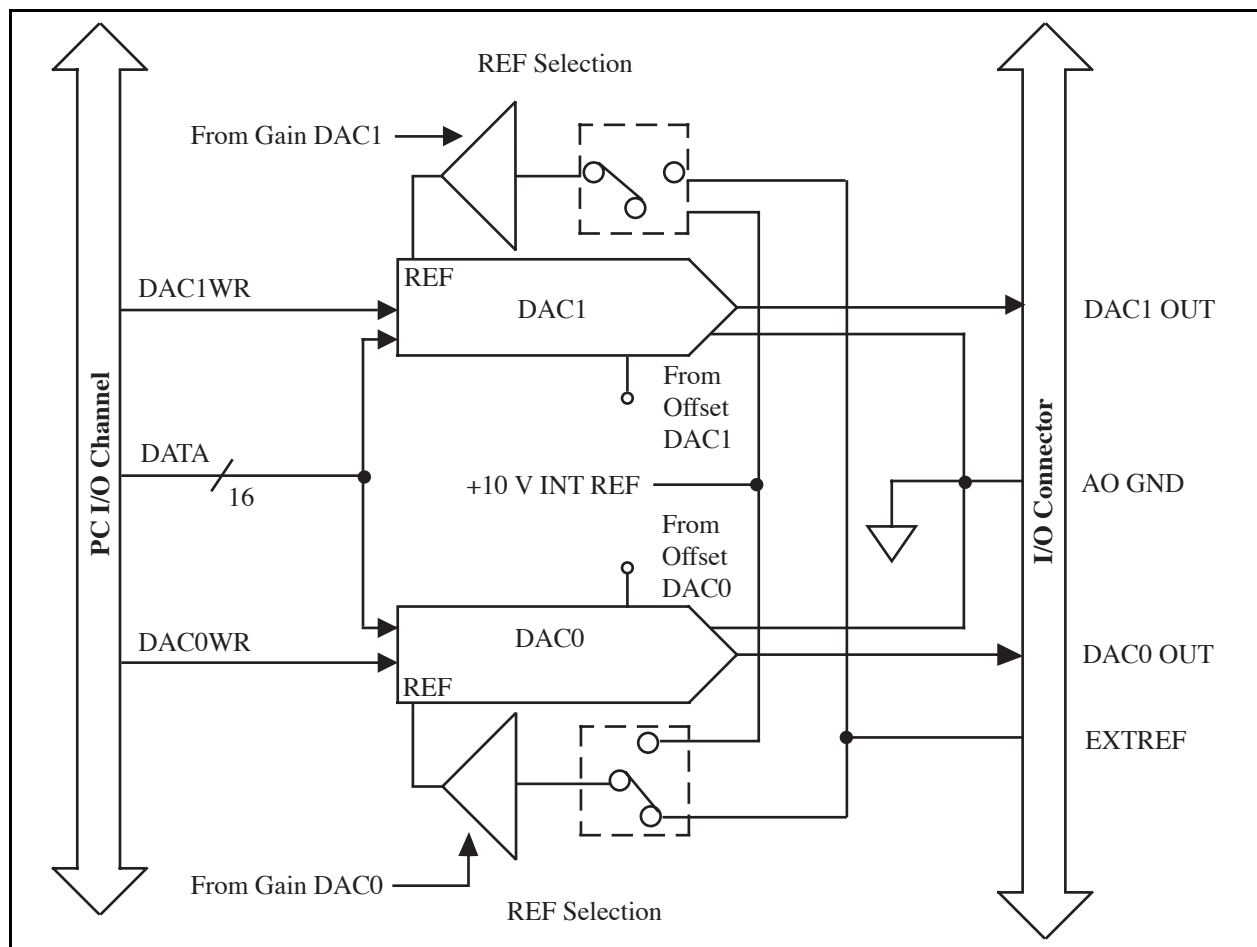 REF Selection
From Gain DAC1
REF
DAC1WR
DAC1
DAC1 OUT
From
Offset
DAC1
PC I/O Channel
DATA
16
+10 V INT REF
AO GND
I/O Connector
From
Offset
DAC0
DAC0WR
DAC0
DAC0 OUT
REF
EXTREF
From Gain DAC0
REF Selection